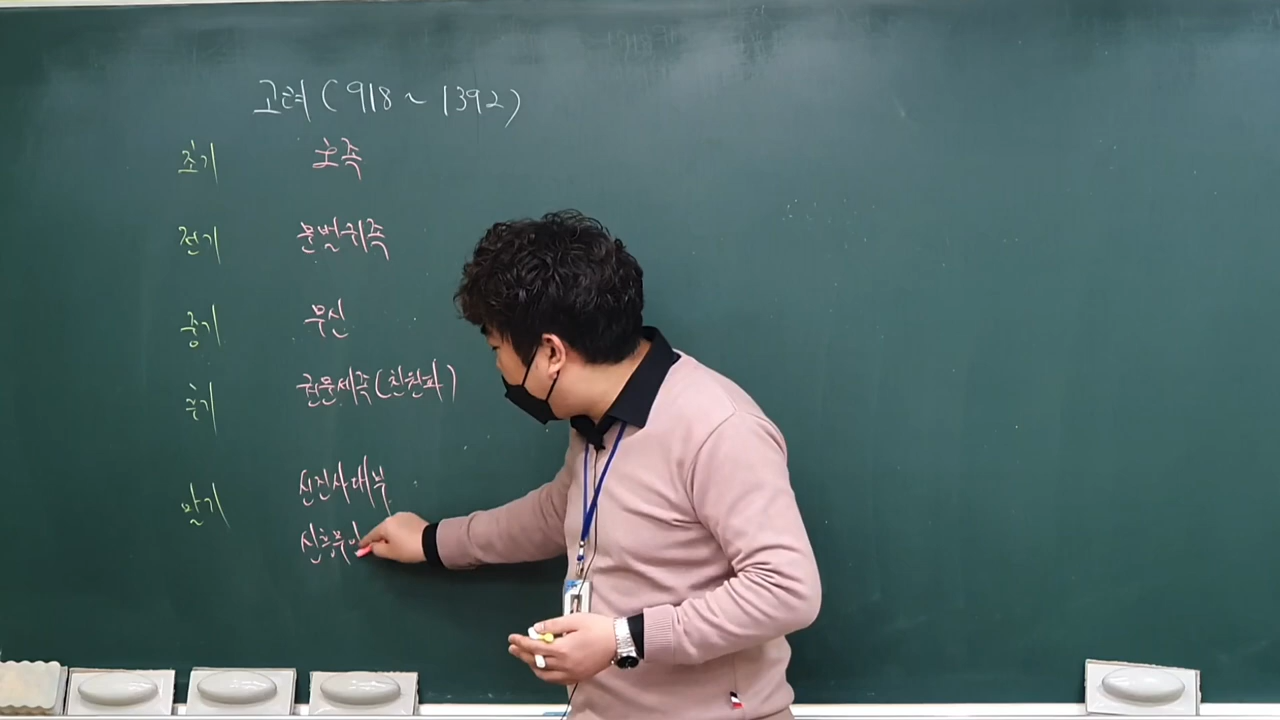 고려 (918 ~ 1392)
초기 호족
전기 문벌귀족
중기 무신
후기 권문세족(친원파)
말기 신진사대부
신흥무인